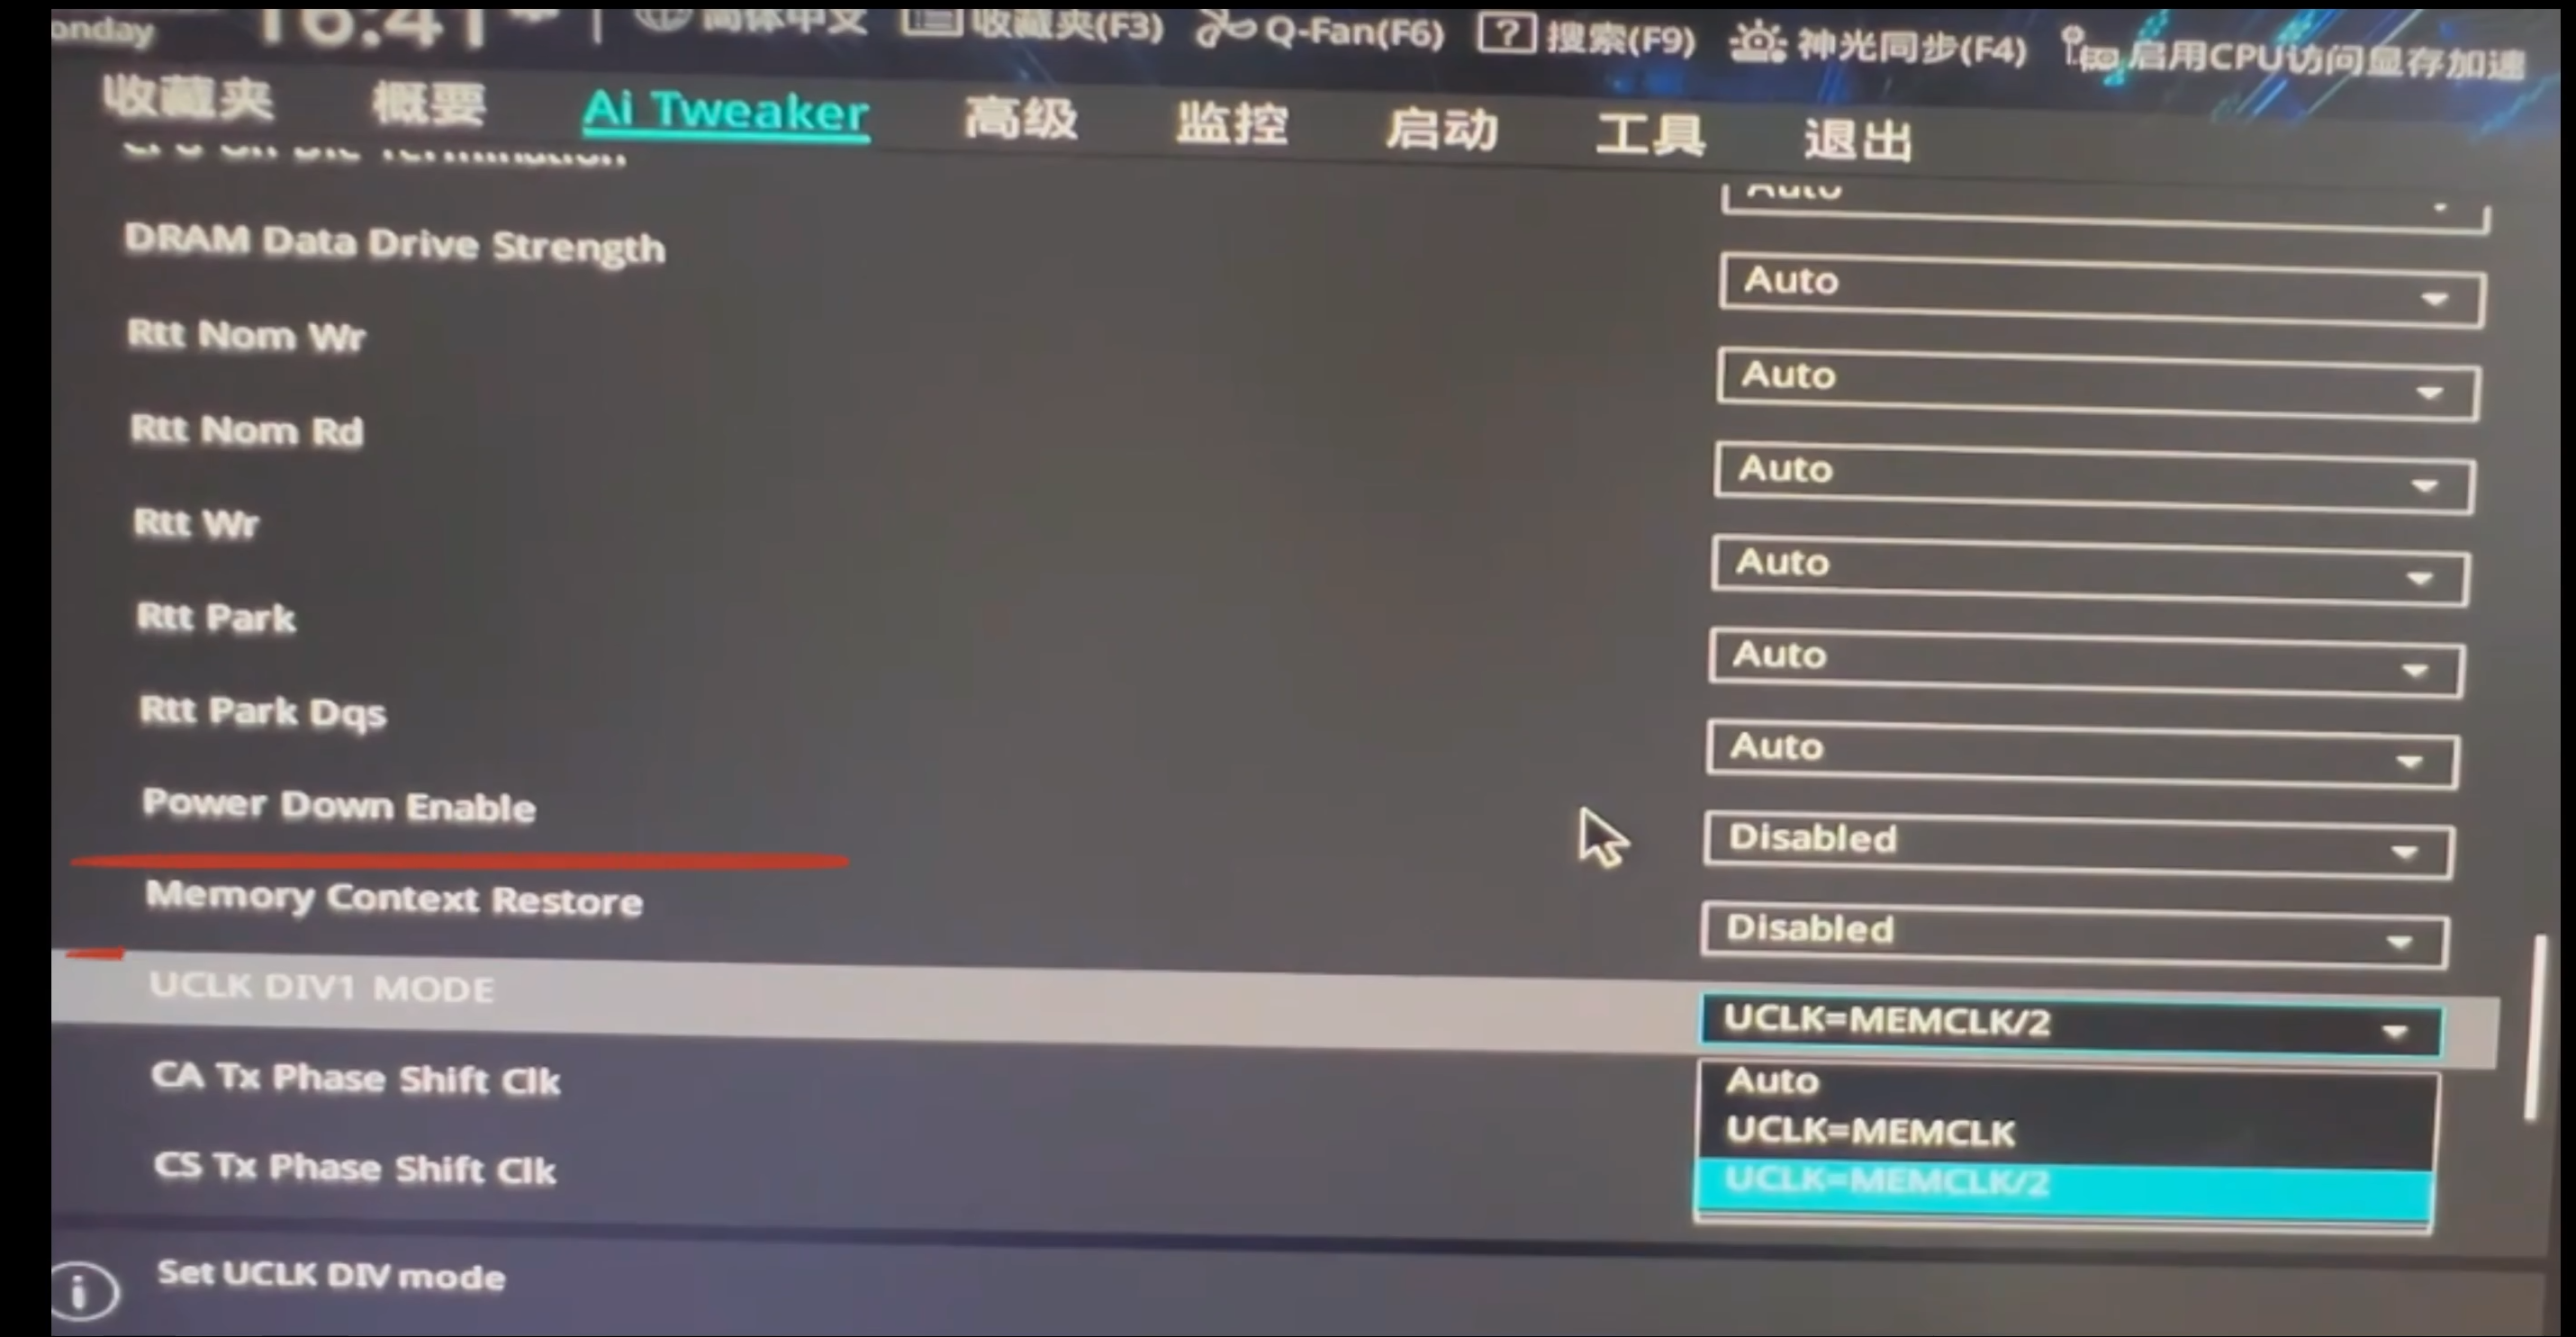 onday 16:41 简体中文 收藏夹(F3) Q-Fan(F6) ? 搜索(F9) 神光同步(F4) 启用CPU访问显存加速
收藏夹 概要 Ai Tweaker 高级 监控 启动 工具 退出
CPU On Die Termination Auto
DRAM Data Drive Strength Auto
Rtt Nom Wr Auto
Rtt Nom Rd Auto
Rtt Wr Auto
Rtt Park Auto
Rtt Park Dqs Auto
Power Down Enable Disabled
Memory Context Restore Disabled
UCLK DIV1 MODE UCLK=MEMCLK/2
Auto
CA Tx Phase Shift Clk
UCLK=MEMCLK
CS Tx Phase Shift Clk
UCLK=MEMCLK/2
i Set UCLK DIV mode